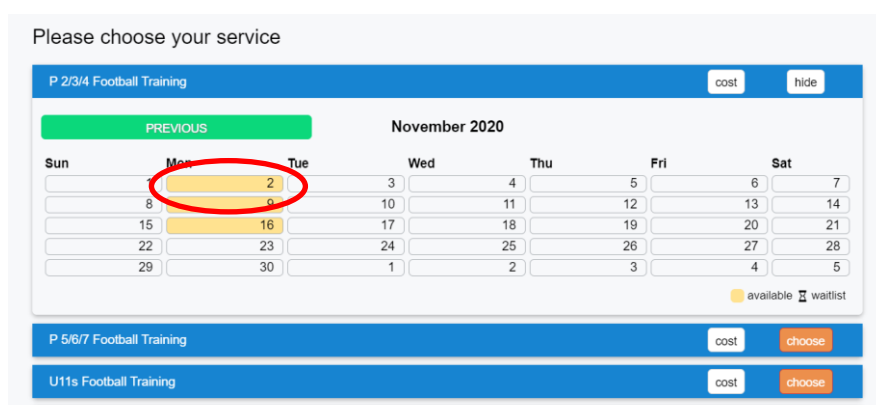 Please choose your service
P 2/3/4 Football Training cost hide
PREVIOUS November 2020
Sun Mon Tue Wed Thu Fri Sat
1 2 3 4 5 6 7
8 9 10 11 12 13 14
15 16 17 18 19 20 21
22 23 24 25 26 27 28
29 30 1 2 3 4 5
available waitlist
P 5/6/7 Football Training cost choose
U11s Football Training cost choose